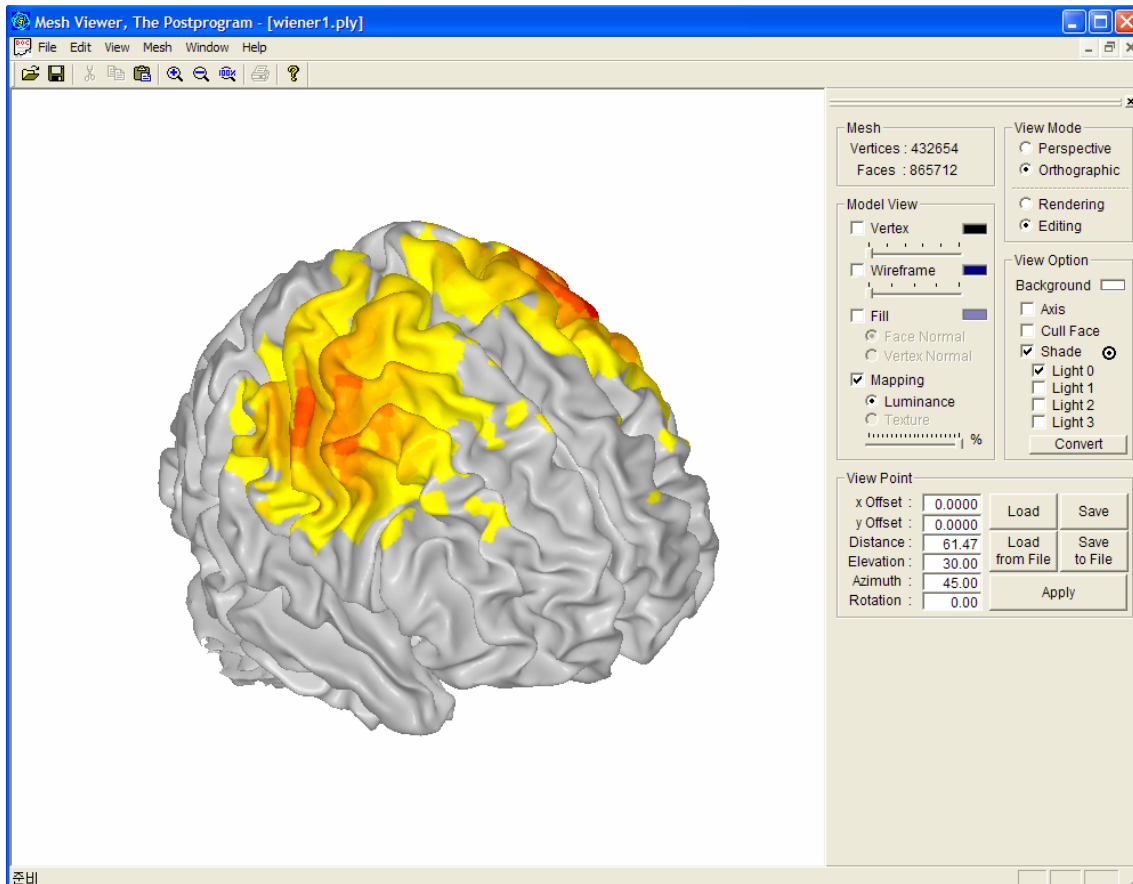 Mesh Viewer, The Postprogram - [wiener1.ply]
File Edit View Mesh Window Help
Mesh
Vertices : 432654
Faces : 865712
View Mode
Perspective
Orthographic
Rendering
Editing
Model View
Vertex
Wireframe
Fill
Face Normal
Vertex Normal
Mapping
Luminance
Texture
%
View Option
Background
Axis
Cull Face
Shade
Light 0
Light 1
Light 2
Light 3
Convert
View Point
x Offset : 0.0000
y Offset : 0.0000
Distance : 61.47
Elevation : 30.00
Azimuth : 45.00
Rotation : 0.00
Load
Save
Load from File
Save to File
Apply
준비